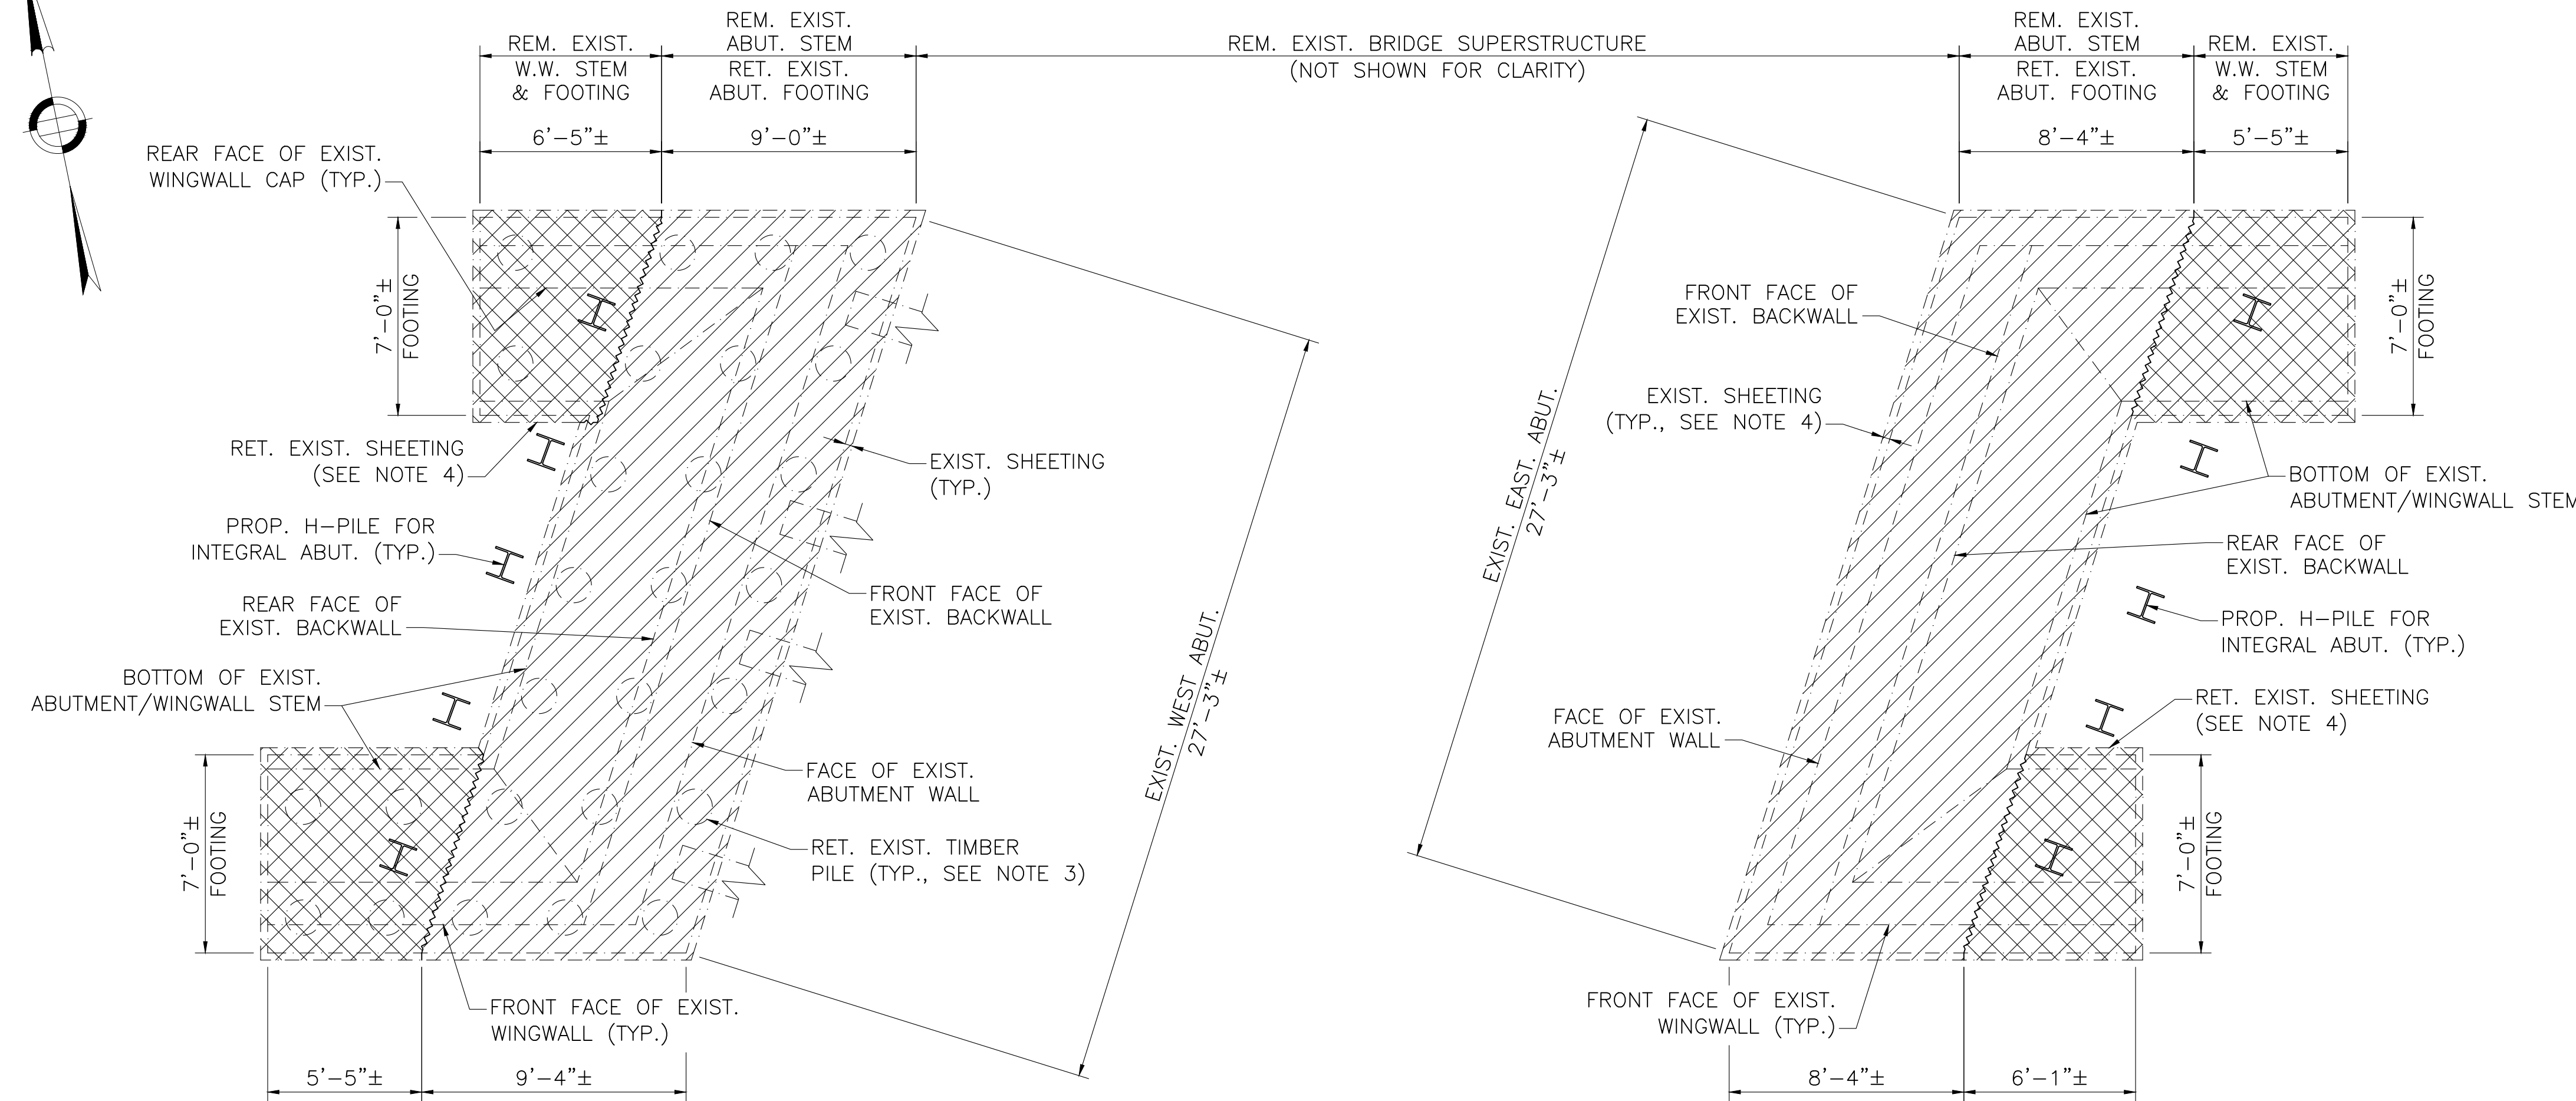 REM. EXIST.
W.W. STEM
& FOOTING
6'-5"±
REM. EXIST.
ABUT. STEM
RET. EXIST.
ABUT. FOOTING
9'-0"±
REM. EXIST. BRIDGE SUPERSTRUCTURE
(NOT SHOWN FOR CLARITY)
REM. EXIST.
ABUT. STEM
RET. EXIST.
ABUT. FOOTING
8'-4"±
REM. EXIST.
W.W. STEM
& FOOTING
5'-5"±
REAR FACE OF EXIST.
WINGWALL CAP (TYP.)
7'-0"±
FOOTING
RET. EXIST. SHEETING
(SEE NOTE 4)
PROP. H-PILE FOR
INTEGRAL ABUT. (TYP.)
REAR FACE OF
EXIST. BACKWALL
BOTTOM OF EXIST.
ABUTMENT/WINGWALL STEM
7'-0"±
FOOTING
EXIST. SHEETING
(TYP.)
FRONT FACE OF
EXIST. BACKWALL
FACE OF EXIST.
ABUTMENT WALL
RET. EXIST. TIMBER
PILE (TYP., SEE NOTE 3)
FRONT FACE OF EXIST.
WINGWALL (TYP.)
5'-5"±
9'-4"±
EXIST. WEST ABUT.
27'-3"±
EXIST. EAST. ABUT.
27'-3"±
FRONT FACE OF
EXIST. BACKWALL
EXIST. SHEETING
(TYP., SEE NOTE 4)
FACE OF EXIST.
ABUTMENT WALL
FRONT FACE OF EXIST.
WINGWALL (TYP.)
7'-0"±
FOOTING
BOTTOM OF EXIST.
ABUTMENT/WINGWALL STEM
REAR FACE OF
EXIST. BACKWALL
PROP. H-PILE FOR
INTEGRAL ABUT. (TYP.)
RET. EXIST. SHEETING
(SEE NOTE 4)
7'-0"±
FOOTING
8'-4"±
6'-1"±